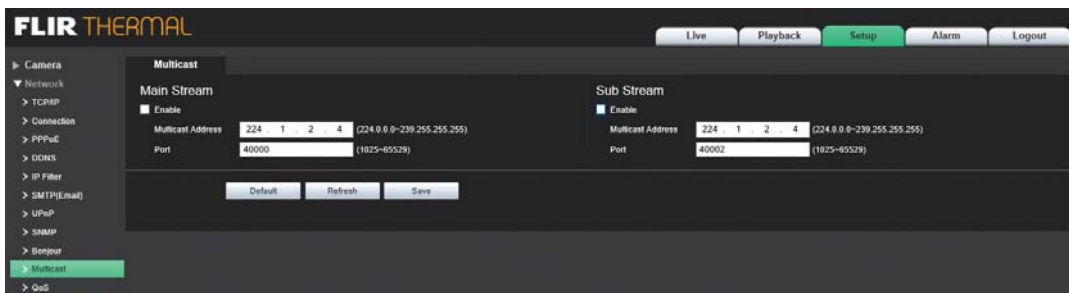 FLIR THERMAL
Live Playback Setup Alarm Logout
Camera
Network
> TCP/IP
> Connection
> PPPoE
> DDNS
> IP Filter
> SMTP(Email)
> UPnP
> SNMP
> Bonjour
> Multicast
> QoS
Multicast
Main Stream
Enable
Multicast Address 224 . 1 . 2 . 4 (224.0.0.0~239.255.255.255)
Port 40000 (1025~65529)
Sub Stream
Enable
Multicast Address 224 . 1 . 2 . 4 (224.0.0.0~239.255.255.255)
Port 40002 (1025~65529)
Default Refresh Save